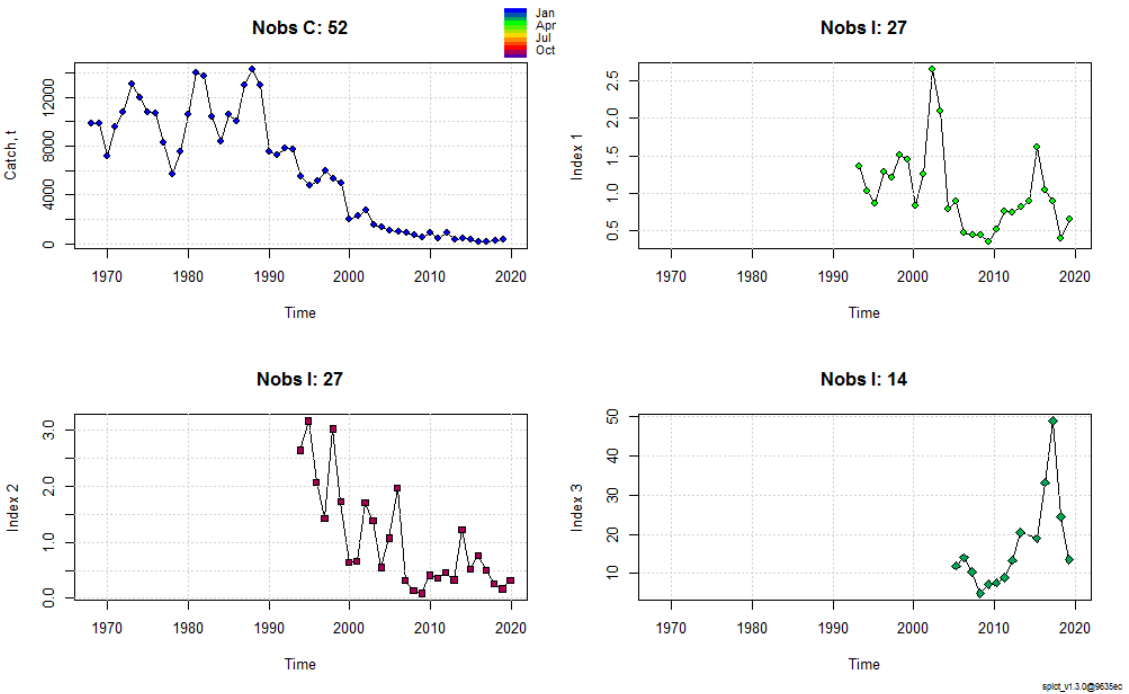 Nobs C: 52
Jan
Apr
Jul
Oct
Catch, t
0
4000
8000
12000
1970 1980 1990 2000 2010 2020
Time
Nobs I: 27
Index 1
0.5
1.0
1.5
2.0
2.5
1970 1980 1990 2000 2010 2020
Time
Nobs I: 27
Index 2
0.0
1.0
2.0
3.0
1970 1980 1990 2000 2010 2020
Time
Nobs I: 14
Index 3
10
20
30
40
50
1970 1980 1990 2000 2010 2020
Time
spict_v1.3.0@9635ec